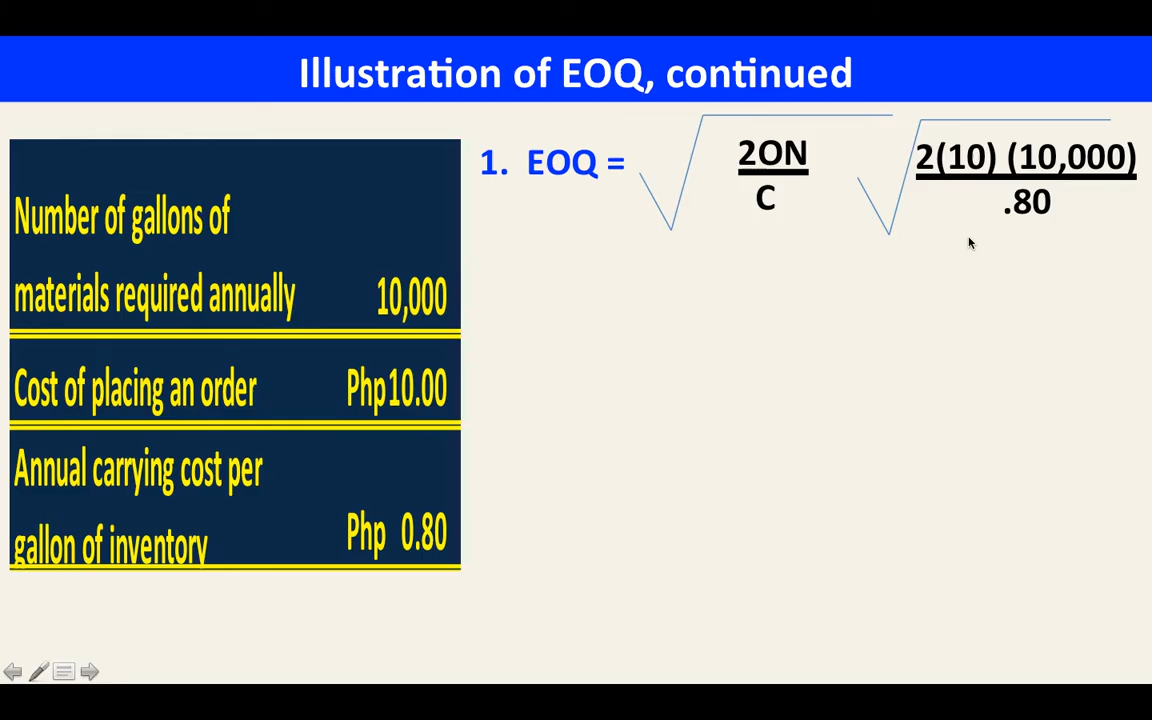 Illustration of EOQ, continued
Number of gallons of
materials required annually 10,000
Cost of placing an order Php10.00
Annual carrying cost per
gallon of inventory Php 0.80
1. EOQ =
2ON
C
2(10) (10,000)
.80